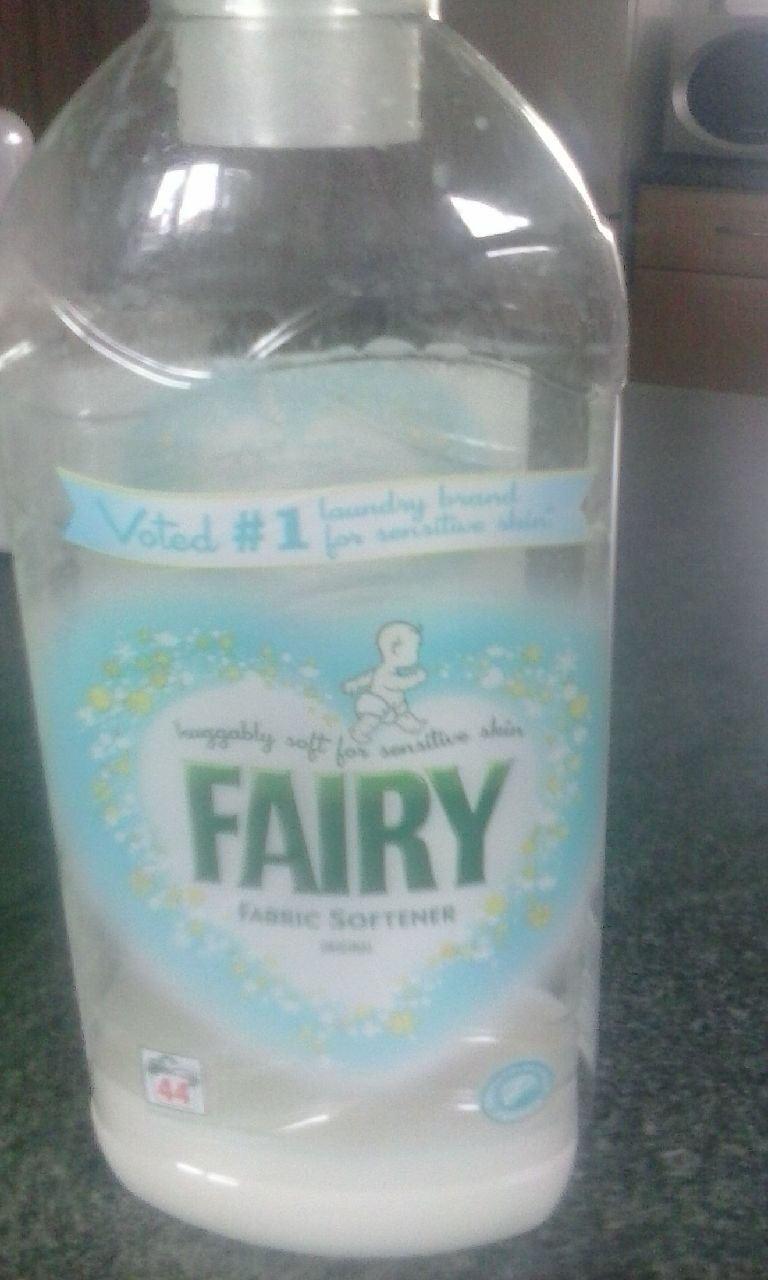 Voted #1 laundry brand
for sensitive skin*
huggably soft for sensitive skin
FAIRY
FABRIC SOFTENER
44